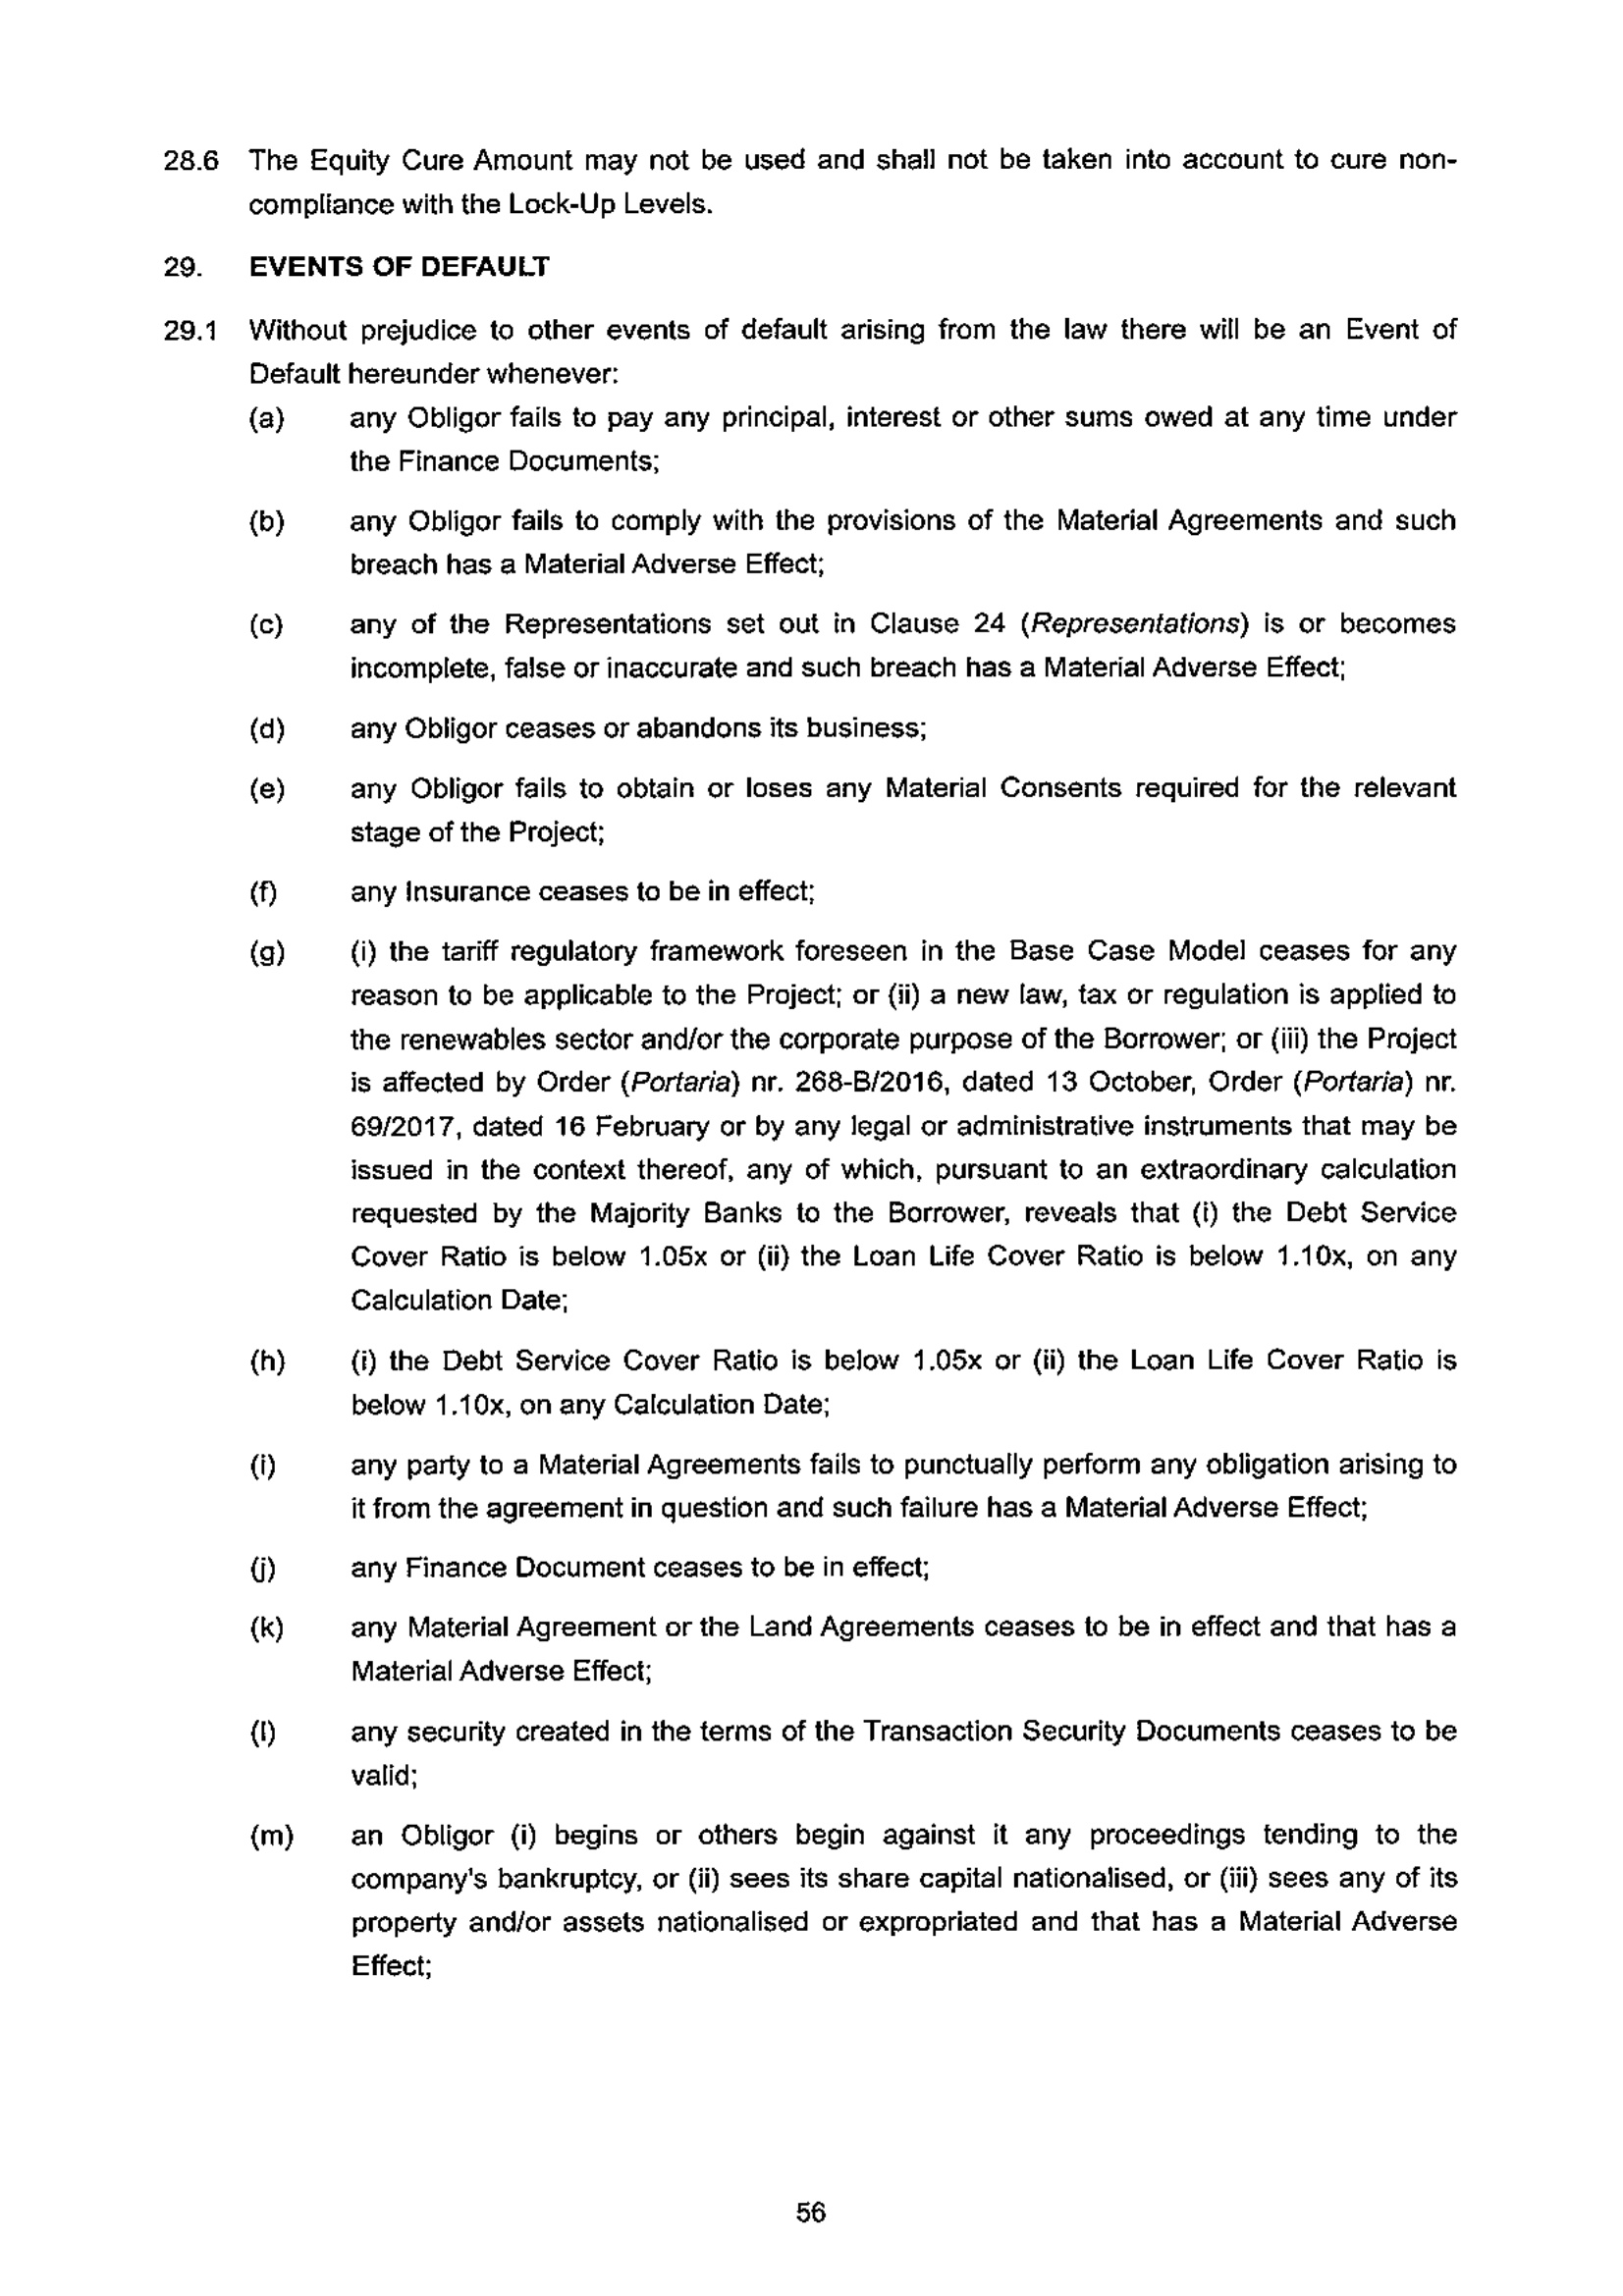 28.6 The Equity Cure Amount may not be used and shall not be taken into account to cure non-
compliance with the Lock-Up Levels.
29. EVENTS OF DEFAULT
29.1 Without prejudice to other events of default arising from the law there will be an Event of
Default hereunder whenever:
(a) any Obligor fails to pay any principal, interest or other sums owed at any time under
the Finance Documents;
(b) any Obligor fails to comply with the provisions of the Material Agreements and such
breach has a Material Adverse Effect;
(c) any of the Representations set out in Clause 24 (Representations) is or becomes
incomplete, false or inaccurate and such breach has a Material Adverse Effect;
(d) any Obligor ceases or abandons its business;
(e) any Obligor fails to obtain or loses any Material Consents required for the relevant
stage of the Project;
(f) any Insurance ceases to be in effect;
(g) (i) the tariff regulatory framework foreseen in the Base Case Model ceases for any
reason to be applicable to the Project; or (ii) a new law, tax or regulation is applied to
the renewables sector and/or the corporate purpose of the Borrower; or (iii) the Project
is affected by Order (Portaria) nr. 268-B/2016, dated 13 October, Order (Portaria) nr.
69/2017, dated 16 February or by any legal or administrative instruments that may be
issued in the context thereof, any of which, pursuant to an extraordinary calculation
requested by the Majority Banks to the Borrower, reveals that (i) the Debt Service
Cover Ratio is below 1.05x or (ii) the Loan Life Cover Ratio is below 1.10x, on any
Calculation Date;
(h) (i) the Debt Service Cover Ratio is below 1.05x or (ii) the Loan Life Cover Ratio is
below 1.10x, on any Calculation Date;
(i) any party to a Material Agreements fails to punctually perform any obligation arising to
it from the agreement in question and such failure has a Material Adverse Effect;
(j) any Finance Document ceases to be in effect;
(k) any Material Agreement or the Land Agreements ceases to be in effect and that has a
Material Adverse Effect;
(l) any security created in the terms of the Transaction Security Documents ceases to be
valid;
(m) an Obligor (i) begins or others begin against it any proceedings tending to the
company's bankruptcy, or (ii) sees its share capital nationalised, or (iii) sees any of its
property and/or assets nationalised or expropriated and that has a Material Adverse
Effect;
56